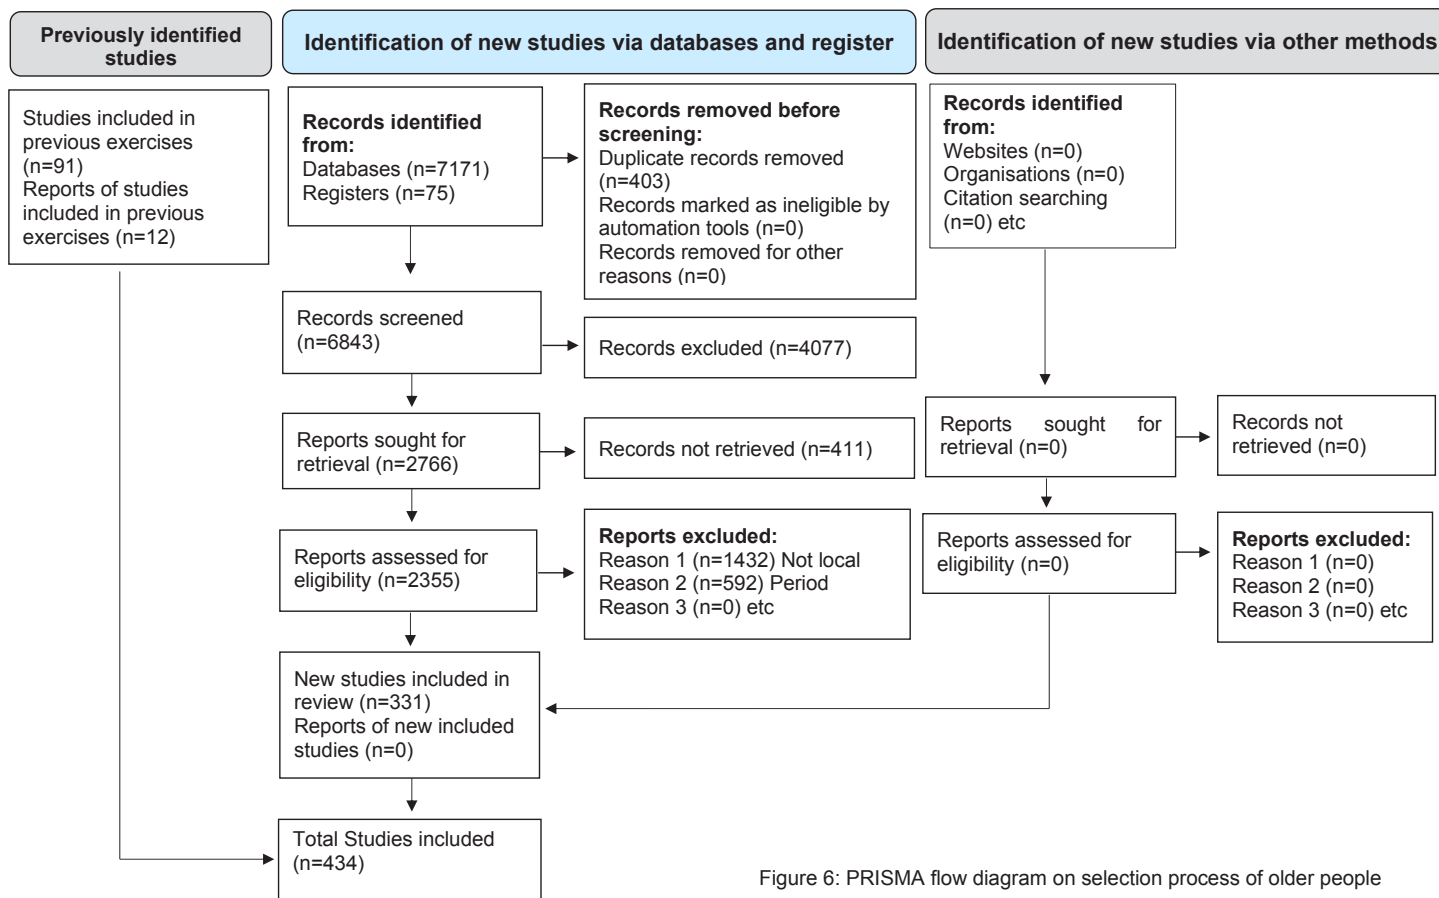 Previously identified
studies
Identification of new studies via databases and register
Identification of new studies via other methods
Studies included in
previous exercises
(n=91)
Reports of studies
included in previous
exercises (n=12)
Records identified
from:
Databases (n=7171)
Registers (n=75)
Records removed before
screening:
Duplicate records removed
(n=403)
Records marked as ineligible by
automation tools (n=0)
Records removed for other
reasons (n=0)
Records identified
from:
Websites (n=0)
Organisations (n=0)
Citation searching
(n=0) etc
Records screened
(n=6843)
Records excluded (n=4077)
Reports sought for
retrieval (n=2766)
Records not retrieved (n=411)
Reports sought for
retrieval (n=0)
Records not
retrieved (n=0)
Reports assessed for
eligibility (n=2355)
Reports excluded:
Reason 1 (n=1432) Not local
Reason 2 (n=592) Period
Reason 3 (n=0) etc
Reports assessed for
eligibility (n=0)
Reports excluded:
Reason 1 (n=0)
Reason 2 (n=0)
Reason 3 (n=0) etc
New studies included in
review (n=331)
Reports of new included
studies (n=0)
Total Studies included
(n=434)
Figure 6: PRISMA flow diagram on selection process of older people